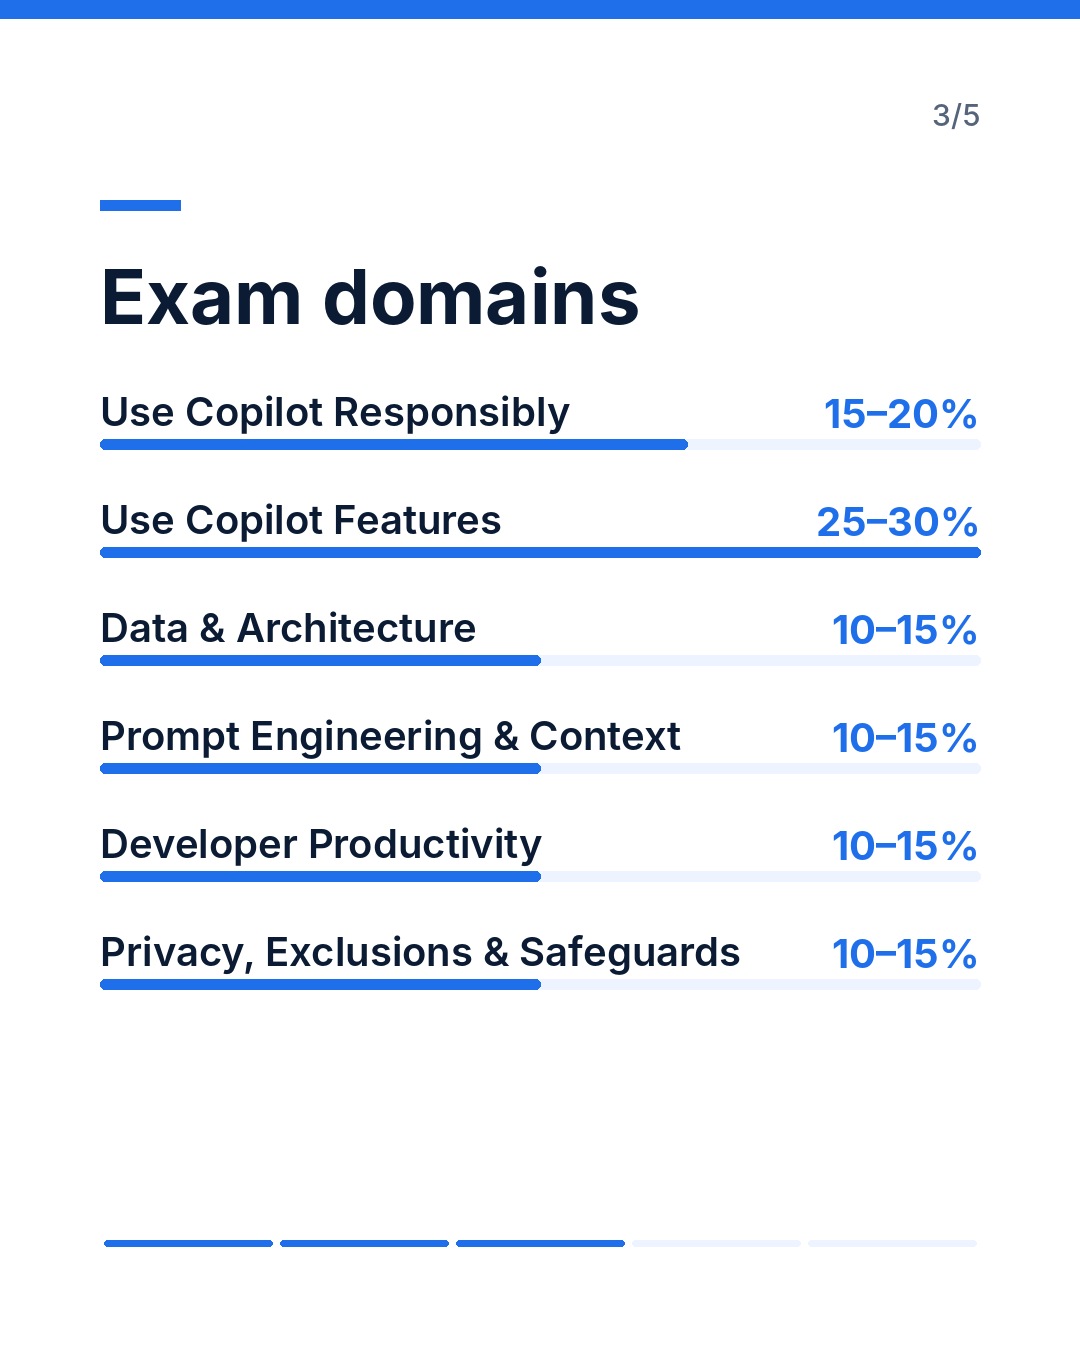 3/5
Exam domains
Use Copilot Responsibly 15–20%
Use Copilot Features 25–30%
Data & Architecture 10–15%
Prompt Engineering & Context 10–15%
Developer Productivity 10–15%
Privacy, Exclusions & Safeguards 10–15%